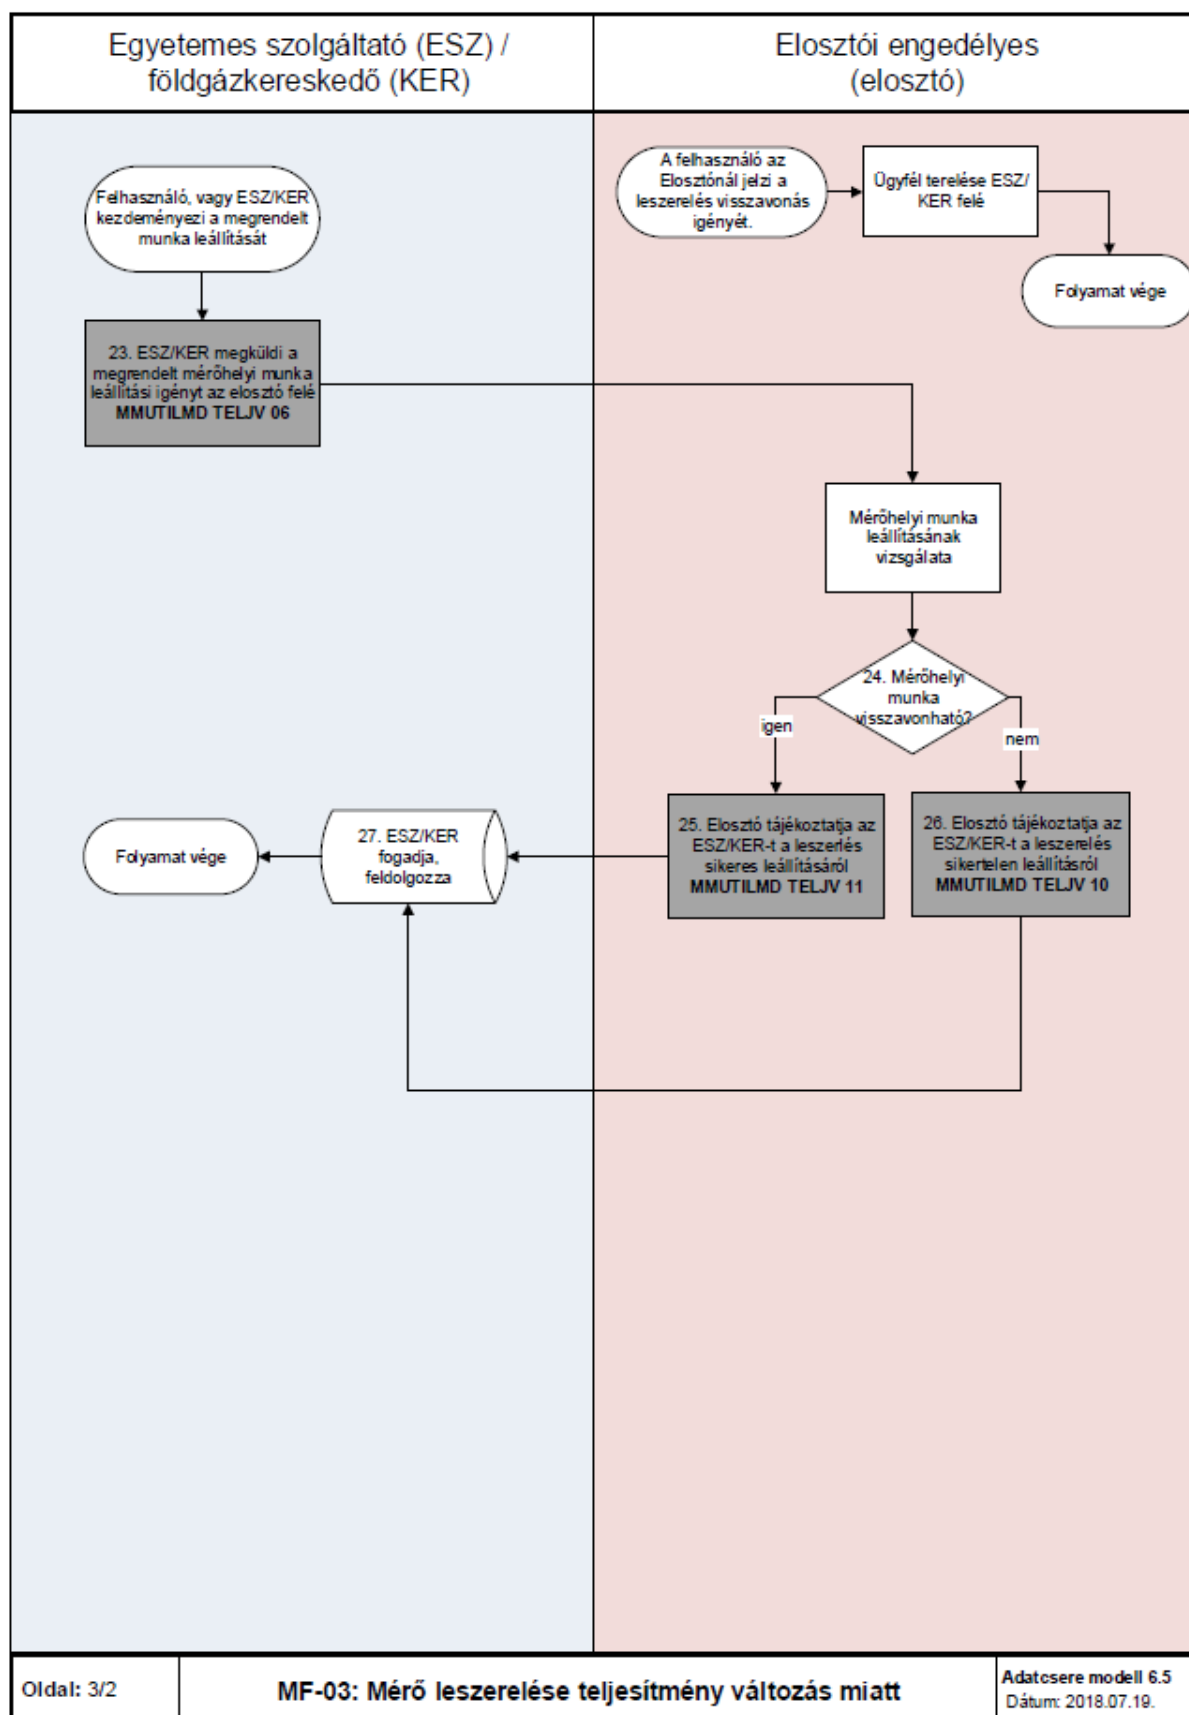 Egyetemes szolgáltató (ESZ) /
földgázkereskedő (KER)
Elosztói engedélyes
(elosztó)
Felhasználó, vagy ESZ/KER
kezdeményezi a megrendelt
munka leállítását
A felhasználó az
Elosztónál jelzi a
leszerelés visszavonás
igényét.
Ügyfél terelése ESZ/
KER felé
Folyamat vége
23. ESZ/KER megküldi a
megrendelt mérőhelyi munka
leállítási igényt az elosztó felé
MMUTILMD TELJV 06
Mérőhelyi munka
leállításának
vizsgálata
24. Mérőhelyi
munka
visszavonható?
igen
nem
25. Elosztó tájékoztatja az
ESZ/KER-t a leszerlés
sikeres leállításáról
MMUTILMD TELJV 11
26. Elosztó tájékoztatja az
ESZ/KER-t a leszerelés
sikertelen leállításról
MMUTILMD TELJV 10
27. ESZ/KER
fogadja,
feldolgozza
Folyamat vége
Oldal: 3/2
MF-03: Mérő leszerelése teljesítmény változás miatt
Adatcsere modell 6.5
Dátum: 2018.07.19.